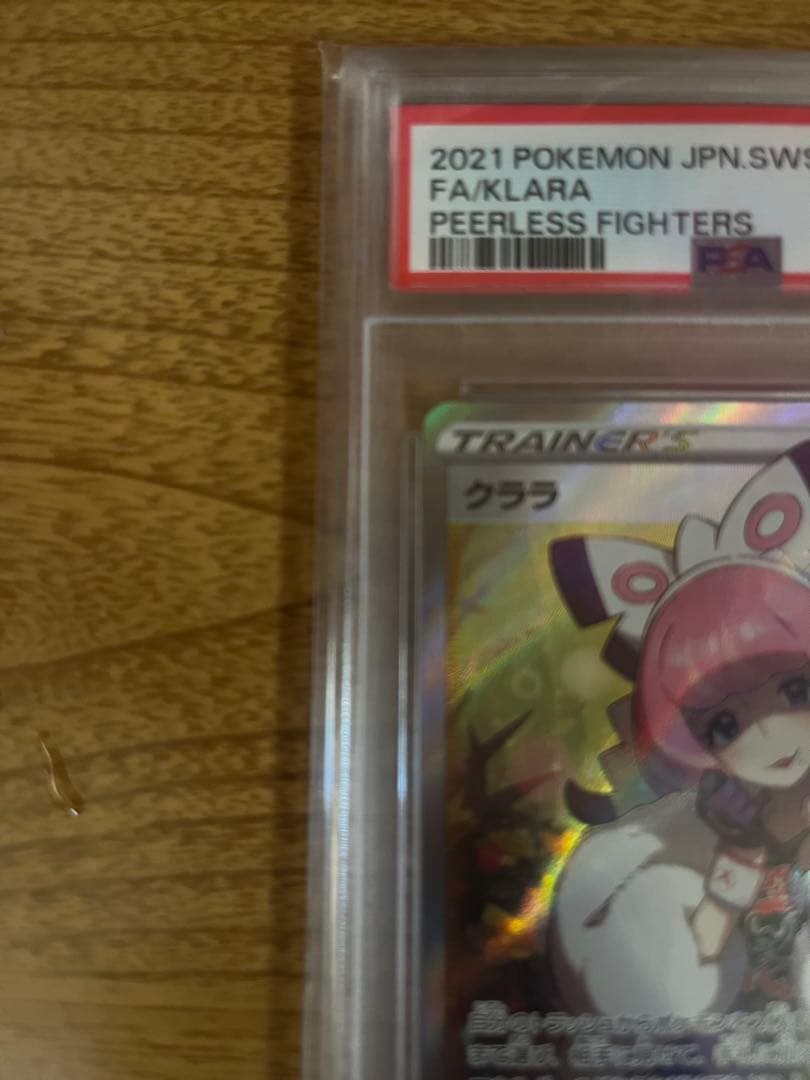 2021 POKEMON JPN.SWS
FA/KLARA
PEERLESS FIGHTERS
PSA
TRAINER'S
クララ